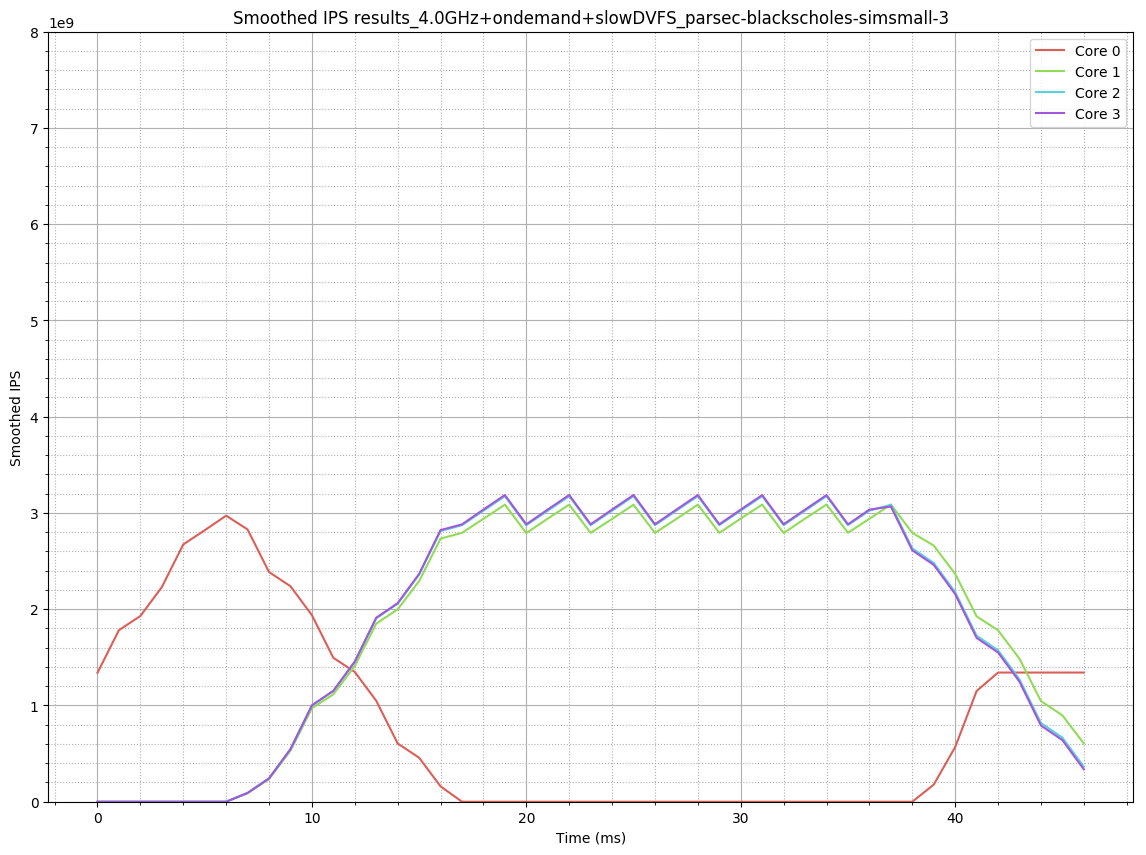 Smoothed IPS results_4.0GHz+ondemand+slowDVFS_parsec-blackscholes-simsmall-3
1e9
8
7
6
5
4
3
2
1
0
Smoothed IPS
Core 0
Core 1
Core 2
Core 3
0 10 20 30 40
Time (ms)